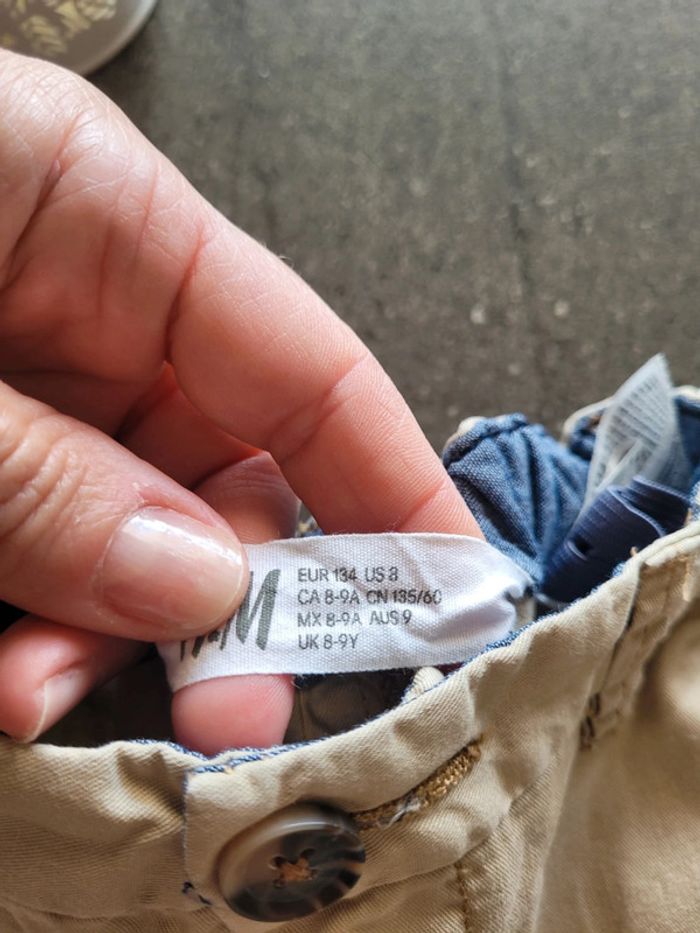 EUR 134 US 8
CA 8-9A CN 135/60
MX 8-9A AUS 9
UK 8-9Y